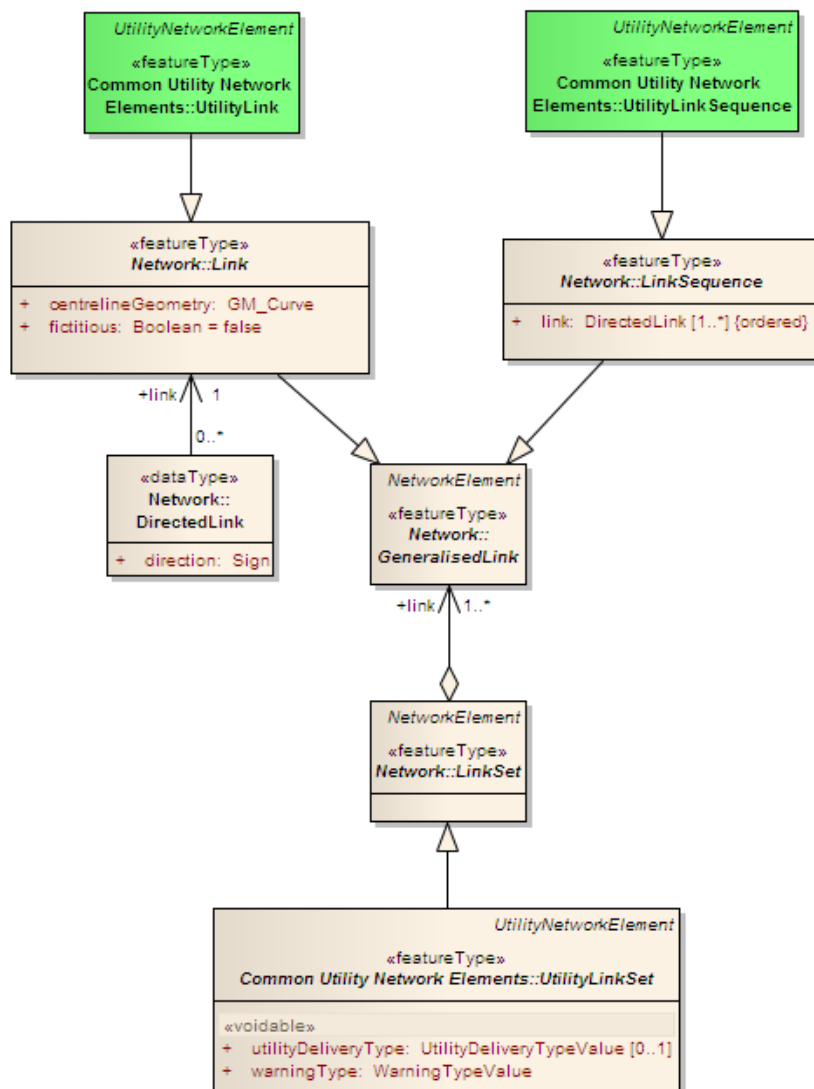 UtilityNetworkElement
«featureType»
Common Utility Network
Elements::UtilityLink
UtilityNetworkElement
«featureType»
Common Utility Network
Elements::UtilityLinkSequence
«featureType»
Network::Link
+ centrelineGeometry: GM_Curve
+ fictitious: Boolean = false
«featureType»
Network::LinkSequence
+ link: DirectedLink [1..*] {ordered}
+link 1
0..*
«dataType»
Network::
DirectedLink
+ direction: Sign
NetworkElement
«featureType»
Network::
GeneralisedLink
+link 1..*
NetworkElement
«featureType»
Network::LinkSet
UtilityNetworkElement
«featureType»
Common Utility Network Elements::UtilityLinkSet
«voidable»
+ utilityDeliveryType: UtilityDeliveryTypeValue [0..1]
+ warningType: WarningTypeValue